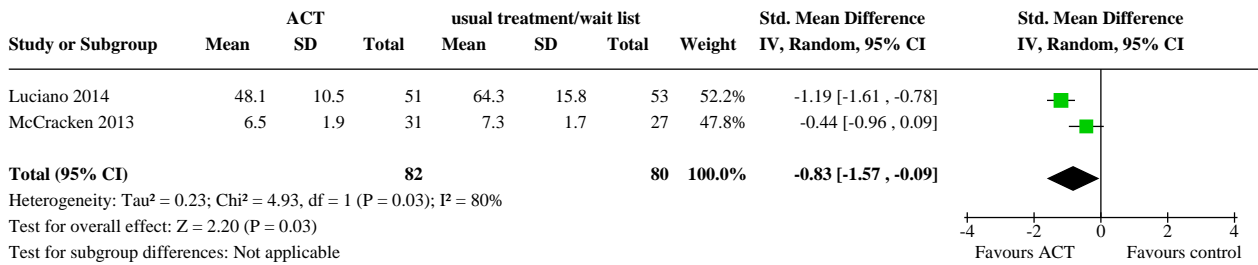 ACT usual treatment/wait list Std. Mean Difference Std. Mean Difference
Study or Subgroup Mean SD Total Mean SD Total Weight IV, Random, 95% CI IV, Random, 95% CI
Luciano 2014 48.1 10.5 51 64.3 15.8 53 52.2% -1.19 [-1.61 , -0.78]
McCracken 2013 6.5 1.9 31 7.3 1.7 27 47.8% -0.44 [-0.96 , 0.09]
Total (95% CI) 82 80 100.0% -0.83 [-1.57 , -0.09]
Heterogeneity: Tau² = 0.23; Chi² = 4.93, df = 1 (P = 0.03); I² = 80%
Test for overall effect: Z = 2.20 (P = 0.03)
-4 -2 0 2 4
Test for subgroup differences: Not applicable Favours ACT Favours control